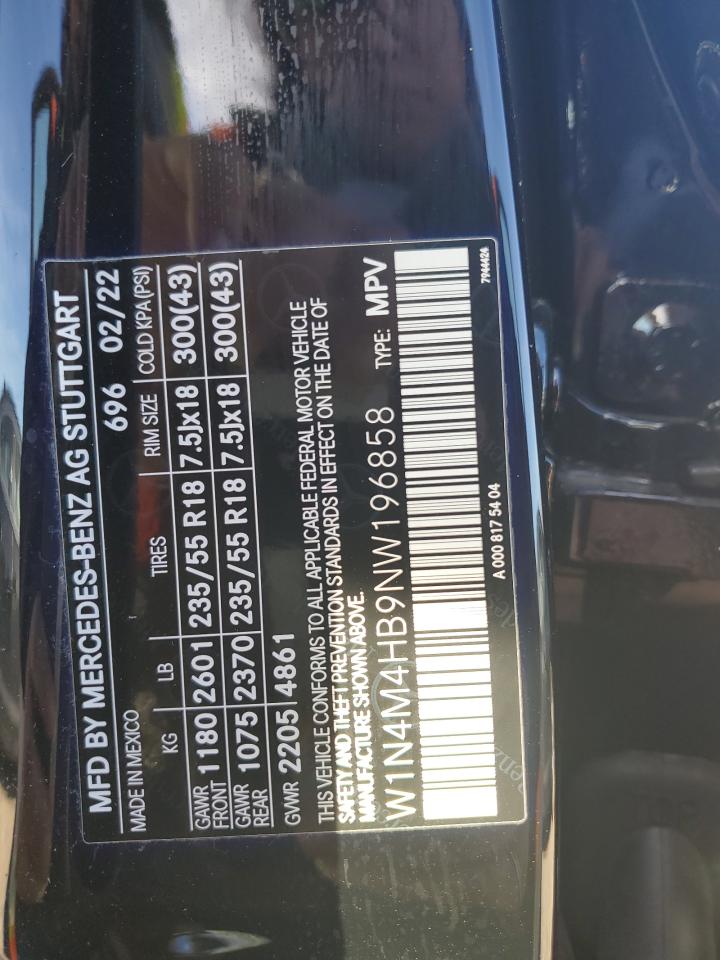 MFD BY MERCEDES-BENZ AG STUTTGART
696 02/22
MADE IN MEXICO
KG LB TIRES RIM SIZE COLD KPA (PSI)
GAWR FRONT 1180 2601 235/55 R18 7.5Jx18 300(43)
GAWR REAR 1075 2370 235/55 R18 7.5Jx18 300(43)
GVWR 2205 4861
THIS VEHICLE CONFORMS TO ALL APPLICABLE FEDERAL MOTOR VEHICLE
SAFETY AND THEFT PREVENTION STANDARDS IN EFFECT ON THE DATE OF
MANUFACTURE SHOWN ABOVE.
W1N4M4HB9NW196858 TYPE: MPV
A 000 817 54 04
7944424